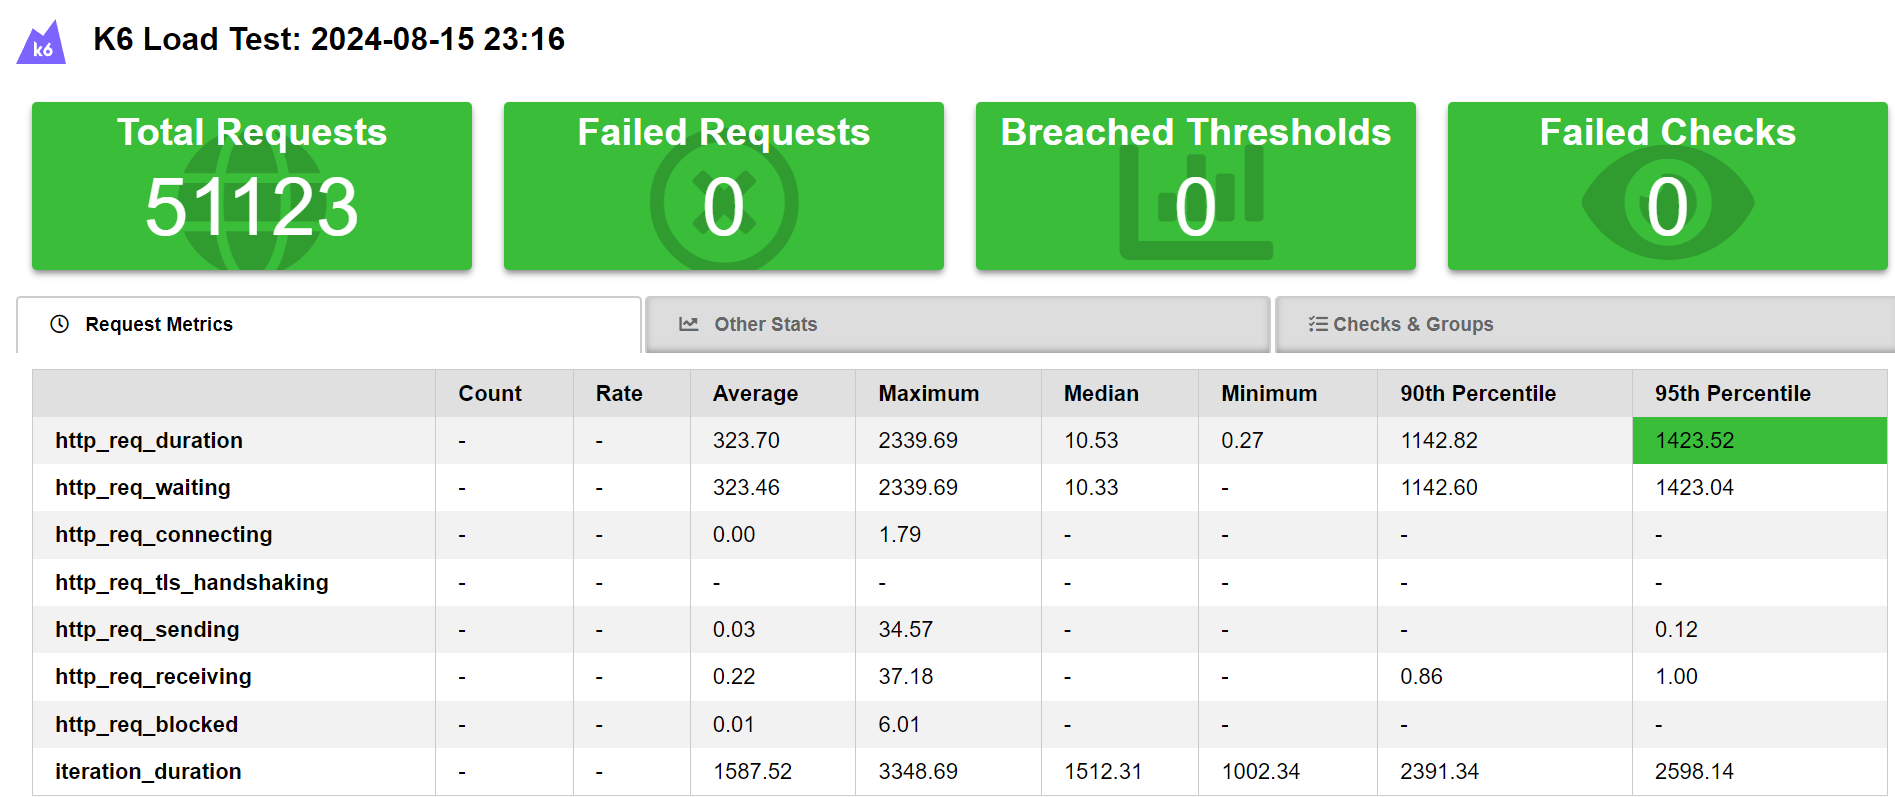 k6
K6 Load Test: 2024-08-15 23:16
Total Requests
51123
Failed Requests
0
Breached Thresholds
0
Failed Checks
0
Request Metrics
Other Stats
Checks & Groups
Count Rate Average Maximum Median Minimum 90th Percentile 95th Percentile
http_req_duration - - 323.70 2339.69 10.53 0.27 1142.82 1423.52
http_req_waiting - - 323.46 2339.69 10.33 - 1142.60 1423.04
http_req_connecting - - 0.00 1.79 - - - -
http_req_tls_handshaking - - - - - - - -
http_req_sending - - 0.03 34.57 - - - 0.12
http_req_receiving - - 0.22 37.18 - - 0.86 1.00
http_req_blocked - - 0.01 6.01 - - - -
iteration_duration - - 1587.52 3348.69 1512.31 1002.34 2391.34 2598.14